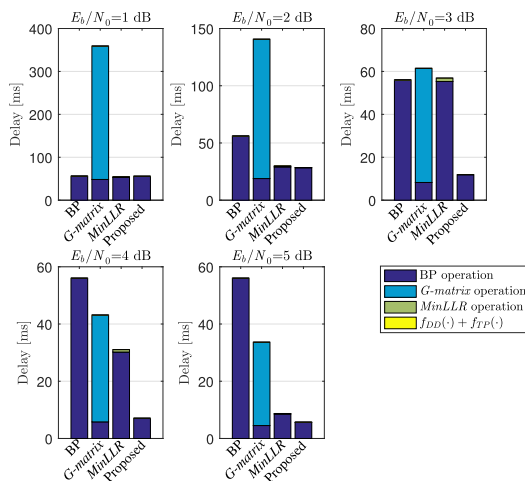 E_b/N_0=1 dB
Delay [ms]
400
300
200
100
0
BP
G-matrix
MinLLR
Proposed
E_b/N_0=2 dB
Delay [ms]
150
100
50
0
BP
G-matrix
MinLLR
Proposed
E_b/N_0=3 dB
Delay [ms]
80
60
40
20
0
BP
G-matrix
MinLLR
Proposed
E_b/N_0=4 dB
Delay [ms]
60
40
20
0
BP
G-matrix
MinLLR
Proposed
E_b/N_0=5 dB
Delay [ms]
60
40
20
0
BP
G-matrix
MinLLR
Proposed
BP operation
G-matrix operation
MinLLR operation
f_{DD}(·) + f_{TP}(·)